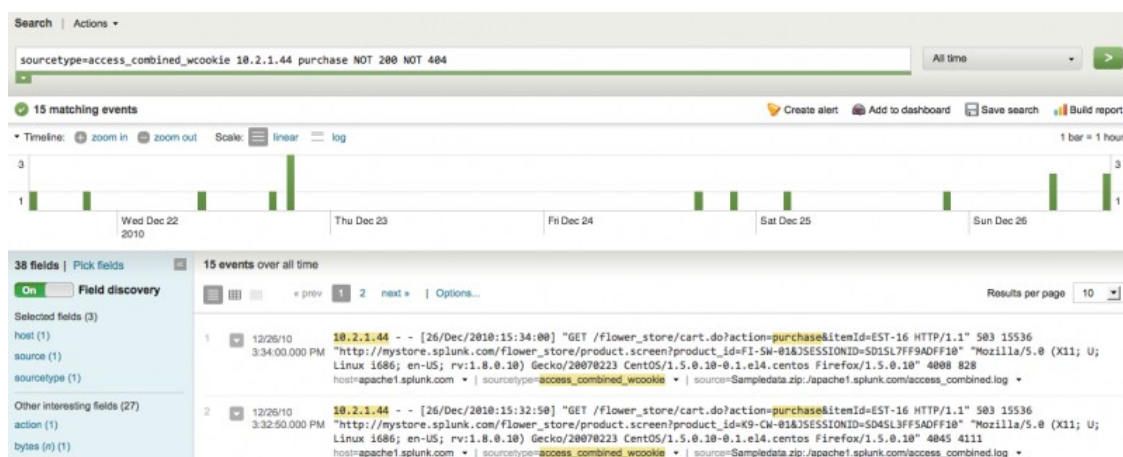 Search | Actions
sourcetype=access_combined_wcookie 10.2.1.44 purchase NOT 200 NOT 404
All time
>
15 matching events
Create alert Add to dashboard Save search Build report
Timeline: zoom in zoom out Scale: linear log
1 bar = 1 hour
3 3
1 1
Wed Dec 22 Thu Dec 23 Fri Dec 24 Sat Dec 25 Sun Dec 26
2010
38 fields | Pick fields «
15 events over all time
On Field discovery
« prev 1 2 next » | Options...
Results per page 10
Selected fields (3)
host (1)
source (1)
sourcetype (1)
Other interesting fields (27)
action (1)
bytes (n) (1)
1 12/26/10 3:34:00.000 PM
10.2.1.44 - - [26/Dec/2010:15:34:00] "GET /flower_store/cart.do?action=purchase&itemId=EST-16 HTTP/1.1" 503 15536
"http://mystore.splunk.com/flower_store/product.screen?product_id=FI-SW-01&JSESSIONID=SD1SL7FF9ADFF10" "Mozilla/5.0 (X11; U;
Linux i686; en-US; rv:1.8.0.10) Gecko/20070223 CentOS/1.5.0.10-0.1.el4.centos Firefox/1.5.0.10" 4008 828
host=apache1.splunk.com | sourcetype=access_combined_wcookie | source=Sampledata.zip:/apache1.splunk.com/access_combined.log
2 12/26/10 3:32:50.000 PM
10.2.1.44 - - [26/Dec/2010:15:32:50] "GET /flower_store/cart.do?action=purchase&itemId=EST-16 HTTP/1.1" 503 15536
"http://mystore.splunk.com/flower_store/product.screen?product_id=K9-CW-01&JSESSIONID=SD4SL3FF5ADFF10" "Mozilla/5.0 (X11; U;
Linux i686; en-US; rv:1.8.0.10) Gecko/20070223 CentOS/1.5.0.10-0.1.el4.centos Firefox/1.5.0.10" 4045 4111
host=apache1.splunk.com | sourcetype=access_combined_wcookie | source=Sampledata.zip:/apache1.splunk.com/access_combined.log